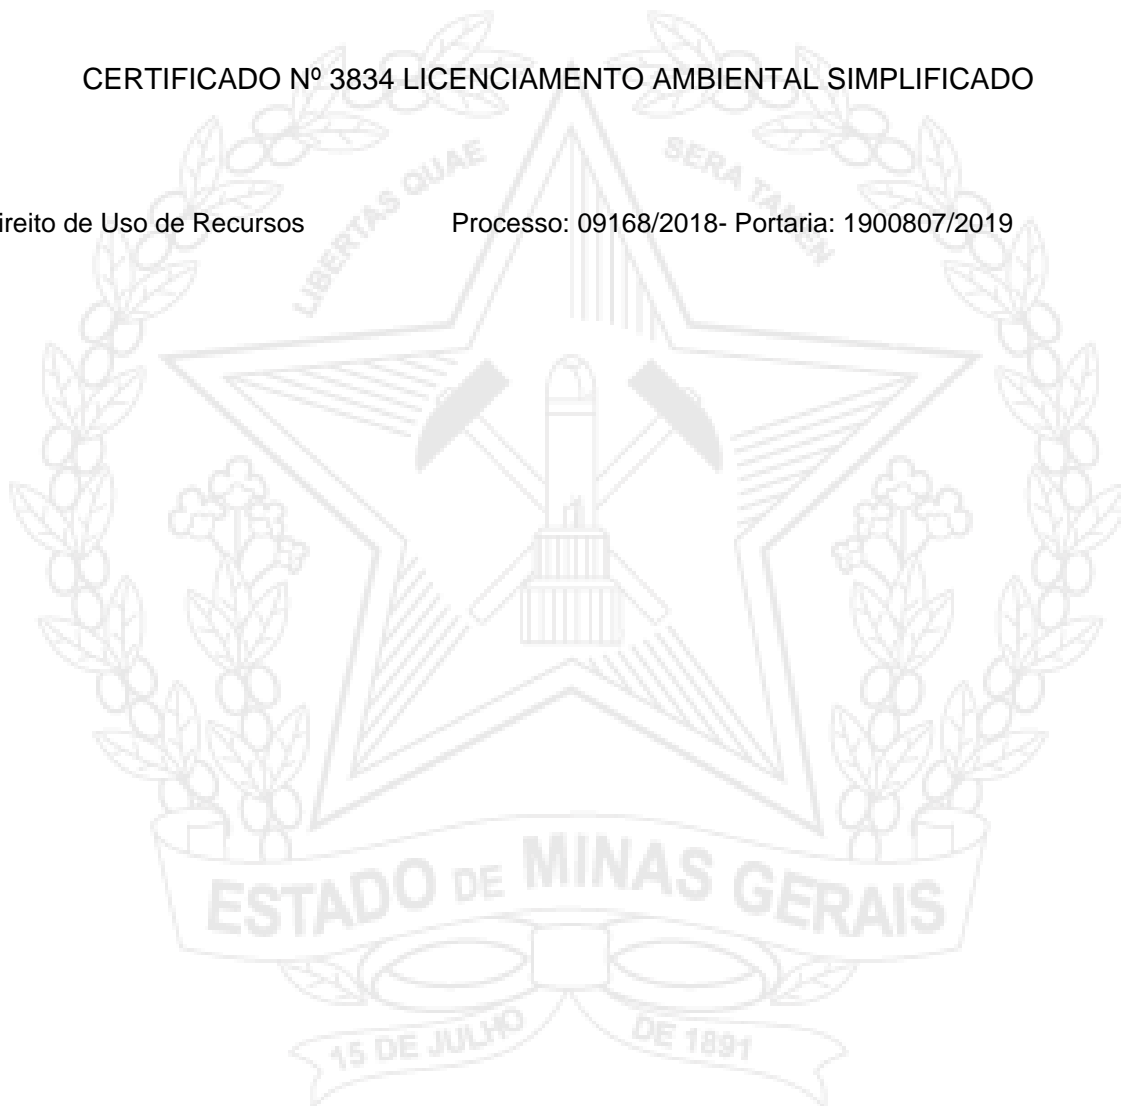 CERTIFICADO Nº 3834 LICENCIAMENTO AMBIENTAL SIMPLIFICADO
LIBERTAS QUAE SERA TAMEN
ireito de Uso de Recursos Processo: 09168/2018- Portaria: 1900807/2019
ESTADO DE MINAS GERAIS
15 DE JULHO DE 1891